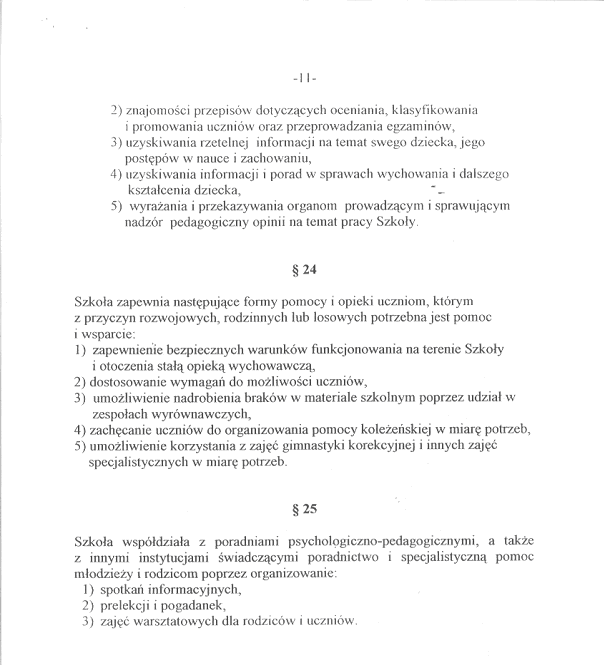 -11-
2) znajomości przepisów dotyczących oceniania, klasyfikowania
i promowania uczniów oraz przeprowadzania egzaminów,
3) uzyskiwania rzetelnej informacji na temat swego dziecka, jego
postępów w nauce i zachowaniu,
4) uzyskiwania informacji i porad w sprawach wychowania i dalszego
kształcenia dziecka,
5) wyrażania i przekazywania organom prowadzącym i sprawującym
nadzór pedagogiczny opinii na temat pracy Szkoły.
§ 24
Szkoła zapewnia następujące formy pomocy i opieki uczniom, którym
z przyczyn rozwojowych, rodzinnych lub losowych potrzebna jest pomoc
i wsparcie:
1) zapewnienie bezpiecznych warunków funkcjonowania na terenie Szkoły
i otoczenia stałą opieką wychowawczą,
2) dostosowanie wymagań do możliwości uczniów,
3) umożliwienie nadrobienia braków w materiale szkolnym poprzez udział w
zespołach wyrównawczych,
4) zachęcanie uczniów do organizowania pomocy koleżeńskiej w miarę potrzeb,
5) umożliwienie korzystania z zajęć gimnastyki korekcyjnej i innych zajęć
specjalistycznych w miarę potrzeb.
§ 25
Szkoła współdziała z poradniami psychologiczno-pedagogicznymi, a także
z innymi instytucjami świadczącymi poradnictwo i specjalistyczną pomoc
młodzieży i rodzicom poprzez organizowanie:
1) spotkań informacyjnych,
2) prelekcji i pogadanek,
3) zajęć warsztatowych dla rodziców i uczniów.